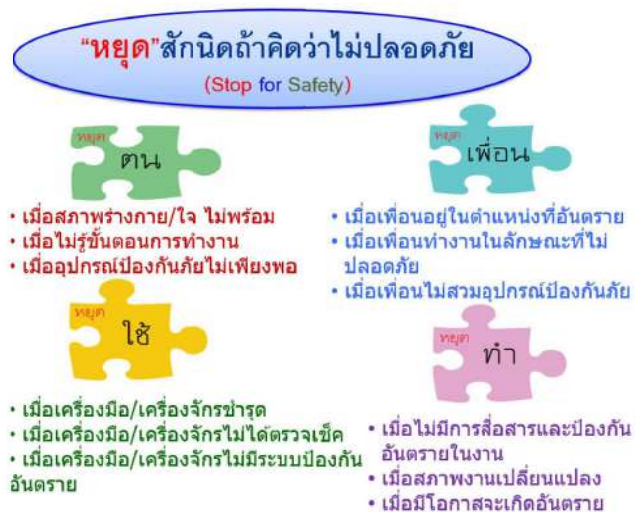 “หยุด”สักนิดถ้าคิดว่าไม่ปลอดภัย
(Stop for Safety)
หยุด
ตน
• เมื่อสภาพร่างกาย/ใจ ไม่พร้อม
• เมื่อไม่รู้ขั้นตอนการทำงาน
• เมื่ออุปกรณ์ป้องกันภัยไม่เพียงพอ
หยุด
เพื่อน
• เมื่อเพื่อนอยู่ในตำแหน่งที่อันตราย
• เมื่อเพื่อนทำงานในลักษณะที่ไม่
ปลอดภัย
• เมื่อเพื่อนไม่สวมอุปกรณ์ป้องกันภัย
หยุด
ใช้
• เมื่อเครื่องมือ/เครื่องจักรชำรุด
• เมื่อเครื่องมือ/เครื่องจักรไม่ได้ตรวจเช็ค
• เมื่อเครื่องมือ/เครื่องจักรไม่มีระบบป้องกัน
อันตราย
หยุด
ทำ
• เมื่อไม่มีการสื่อสารและป้องกัน
อันตรายในงาน
• เมื่อสภาพงานเปลี่ยนแปลง
• เมื่อมีโอกาสจะเกิดอันตราย